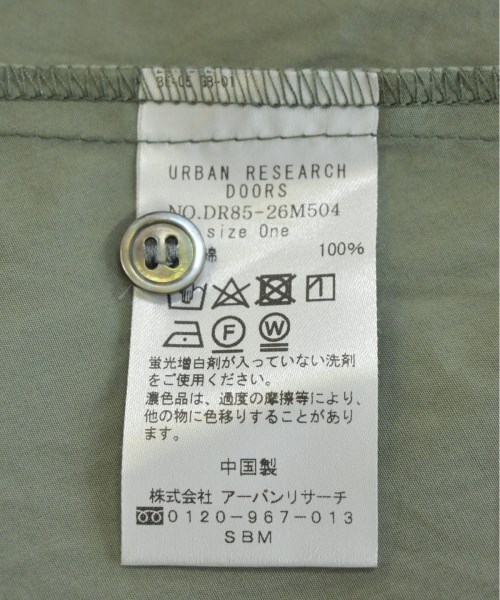 URBAN RESEARCH
DOORS
NO.DR85-26M504
size One
綿 100%
F
W
蛍光増白剤が入っていない洗剤
をご使用ください。
濃色品は、過度の摩擦等により、
他の物に色移りすることがあり
ます。
中国製
株式会社 アーバンリサーチ
0120-967-013
SBM